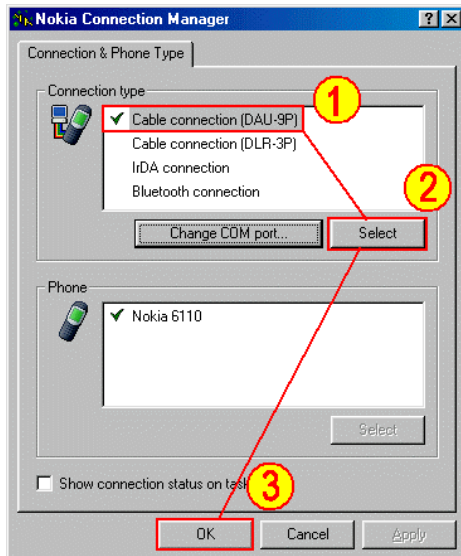 Nokia Connection Manager
Connection & Phone Type
Connection type
1
Cable connection (DAU-9P)
Cable connection (DLR-3P)
IrDA connection
Bluetooth connection
2
Change COM port... Select
Phone
Nokia 6110
Select
Show connection status on
3
OK Cancel Apply